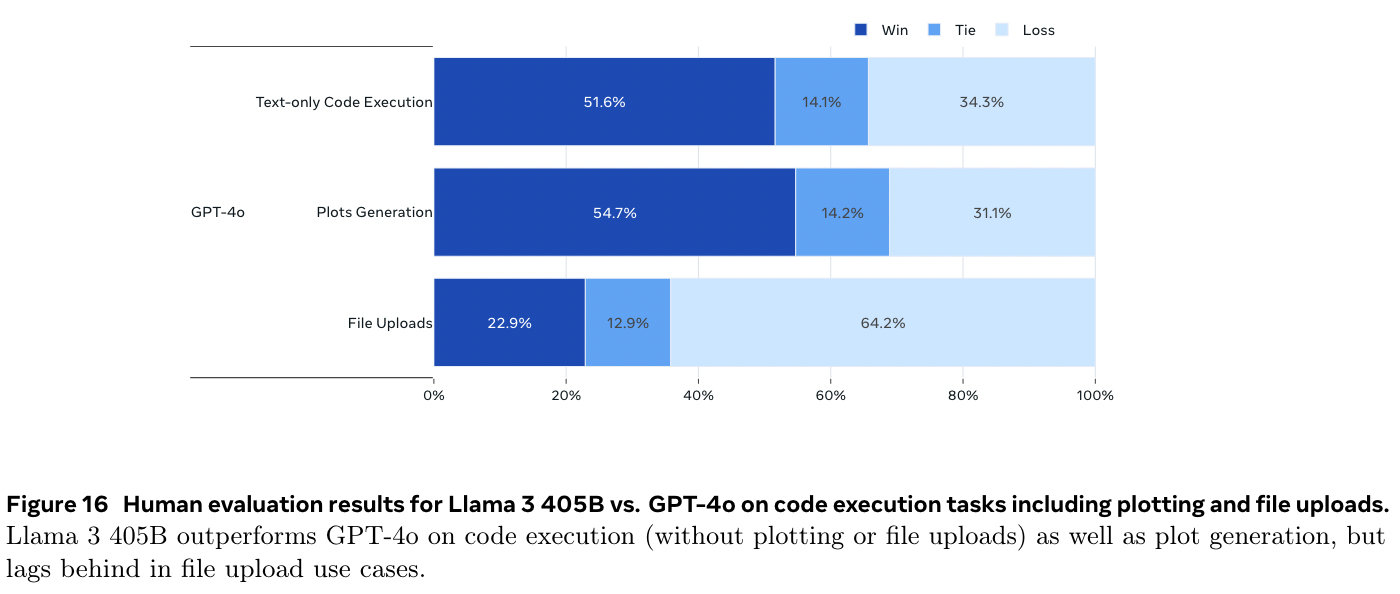 Win Tie Loss
Text-only Code Execution 51.6% 14.1% 34.3%
GPT-4o Plots Generation 54.7% 14.2% 31.1%
File Uploads 22.9% 12.9% 64.2%
0% 20% 40% 60% 80% 100%
Figure 16 Human evaluation results for Llama 3 405B vs. GPT-4o on code execution tasks including plotting and file uploads.
Llama 3 405B outperforms GPT-4o on code execution (without plotting or file uploads) as well as plot generation, but
lags behind in file upload use cases.